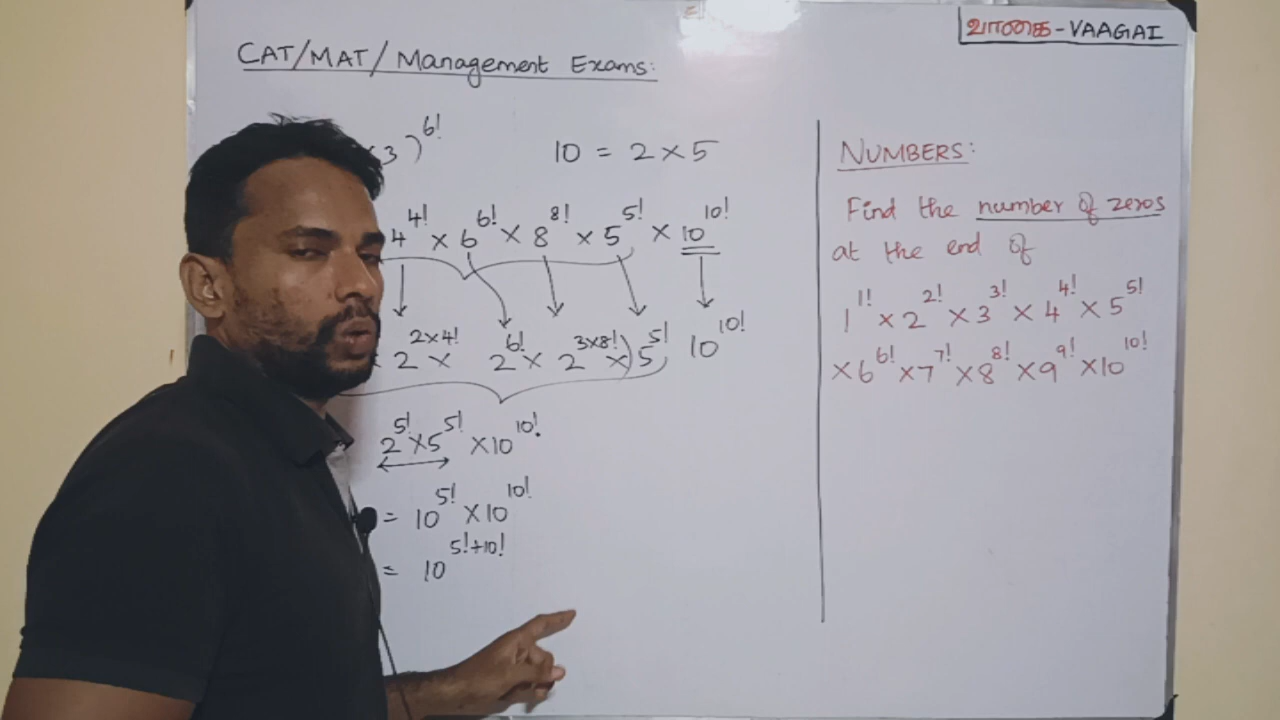 வாகை - VAAGAI
CAT/MAT/ Management Exams:
×3)^6! 10 = 2 × 5
4^4! × 6^6! × 8^8! × 5^5! × 10^10!
× 2^2×4! × 2^6! × 2^3×8! ×) 5^5! 10^10!
2^5! × 5^5! × 10^10!
= 10^5! × 10^10!
= 10^5!+10!
NUMBERS:
Find the number of zeros
at the end of
1^1! × 2^2! × 3^3! × 4^4! × 5^5!
× 6^6! × 7^7! × 8^8! × 9^9! × 10^10!